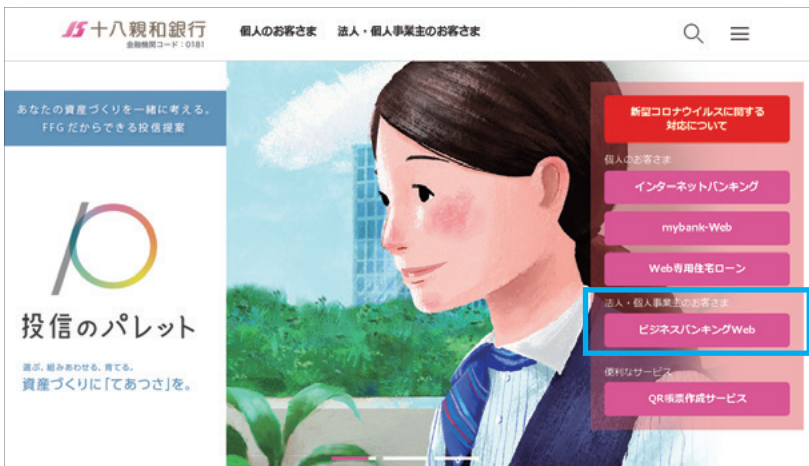 十八親和銀行
金融機関コード：0181
個人のお客さま
法人・個人事業主のお客さま
あなたの資産づくりを一緒に考える。
FFGだからできる投信提案
投信のパレット
選ぶ、組みあわせる、育てる。
資産づくりに「てあつさ」を。
新型コロナウイルスに関する
対応について
個人のお客さま
インターネットバンキング
mybank-Web
Web専用住宅ローン
法人・個人事業主のお客さま
ビジネスバンキングWeb
便利なサービス
QR帳票作成サービス